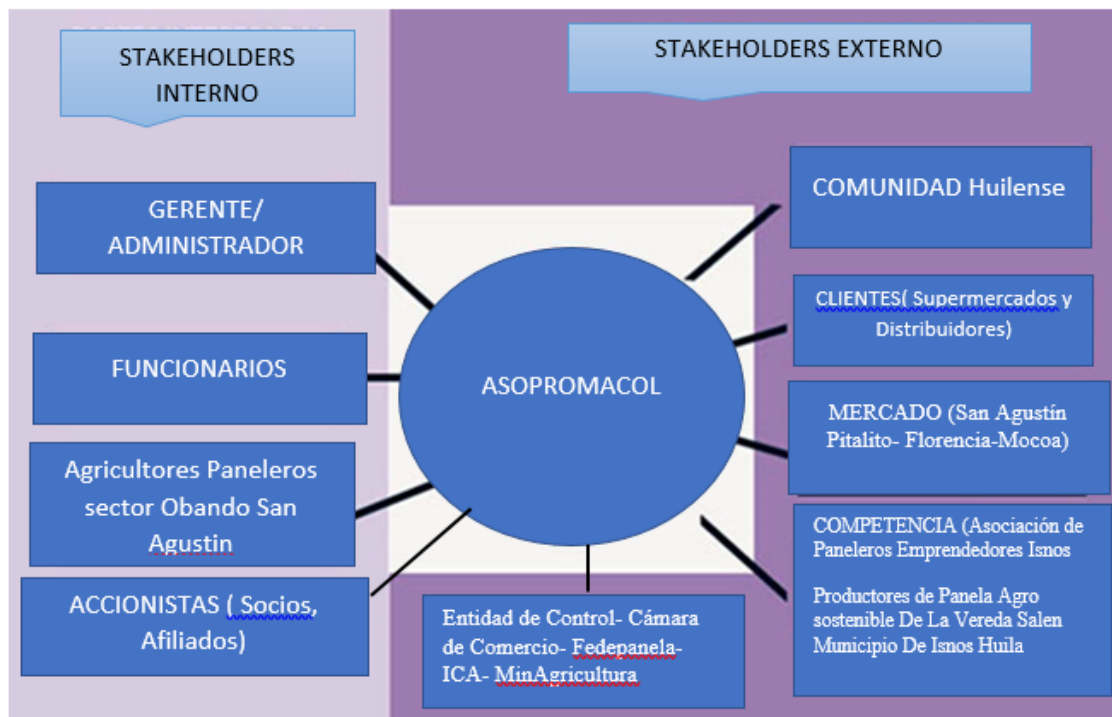 STAKEHOLDERS
INTERNO
STAKEHOLDERS EXTERNO
GERENTE/
ADMINISTRADOR
FUNCIONARIOS
Agricultores Paneleros
sector Obando San
Agustin
ACCIONISTAS ( Socios,
Afiliados)
ASOPROMACOL
Entidad de Control- Cámara
de Comercio- Fedepanela-
ICA- MinAgricultura
COMUNIDAD Huilense
CLIENTES( Supermercados y
Distribuidores)
MERCADO (San Agustín
Pitalito- Florencia-Mocoa)
COMPETENCIA (Asociación de
Paneleros Emprendedores Isnos
Productores de Panela Agro
sostenible De La Vereda Salen
Municipio De Isnos Huila